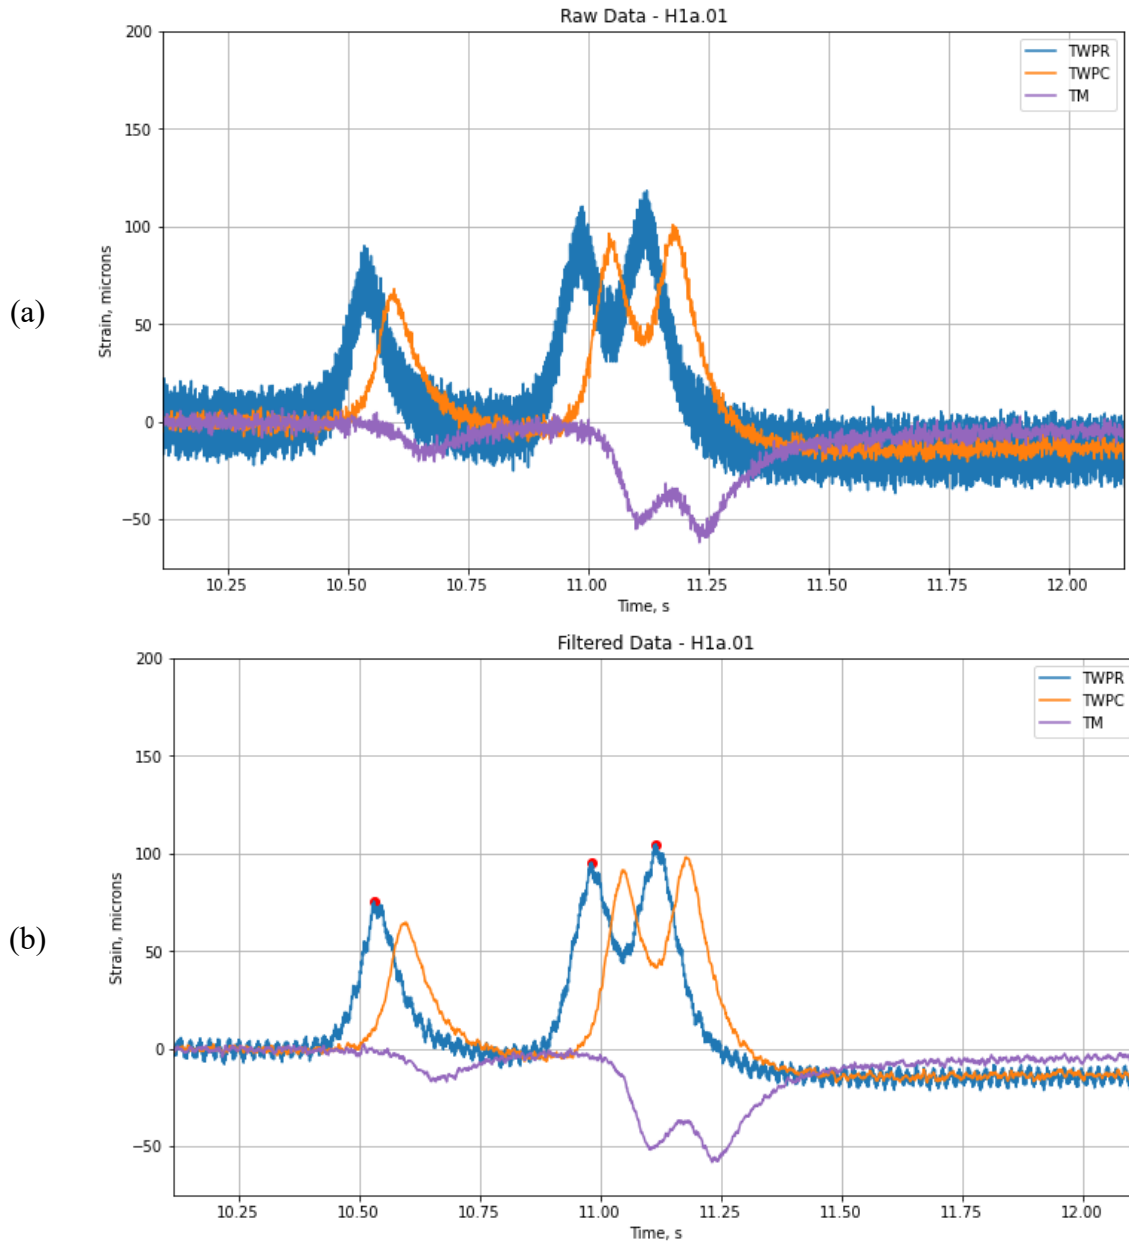 (a)
Raw Data - H1a.01
Strain, microns
200
150
100
50
0
−50
TWPR
TWPC
TM
10.25 10.50 10.75 11.00 11.25 11.50 11.75 12.00
Time, s
(b)
Filtered Data - H1a.01
Strain, microns
200
150
100
50
0
−50
TWPR
TWPC
TM
10.25 10.50 10.75 11.00 11.25 11.50 11.75 12.00
Time, s